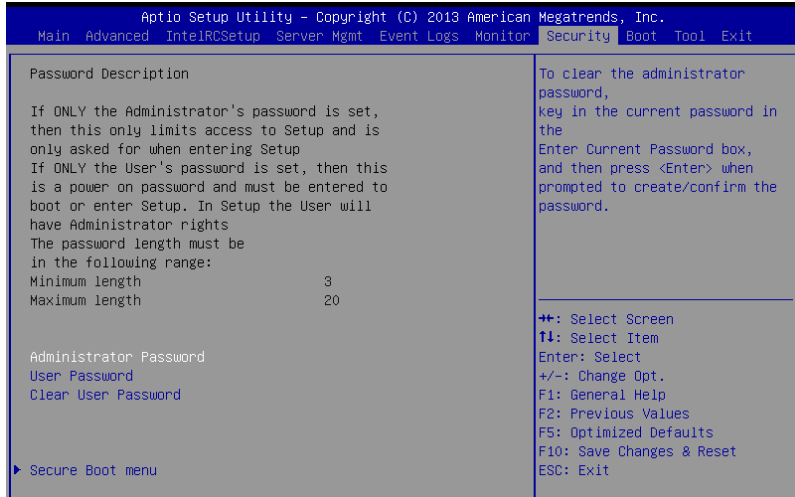 Aptio Setup Utility – Copyright (C) 2013 American Megatrends, Inc.
Main Advanced IntelRCSetup Server Mgmt Event Logs Monitor Security Boot Tool Exit
Password Description
If ONLY the Administrator's password is set,
then this only limits access to Setup and is
only asked for when entering Setup
If ONLY the User's password is set, then this
is a power on password and must be entered to
boot or enter Setup. In Setup the User will
have Administrator rights
The password length must be
in the following range:
Minimum length 3
Maximum length 20
Administrator Password
User Password
Clear User Password
Secure Boot menu
To clear the administrator
password,
key in the current password in
the
Enter Current Password box,
and then press <Enter> when
prompted to create/confirm the
password.
→←: Select Screen
↑↓: Select Item
Enter: Select
+/-: Change Opt.
F1: General Help
F2: Previous Values
F5: Optimized Defaults
F10: Save Changes & Reset
ESC: Exit